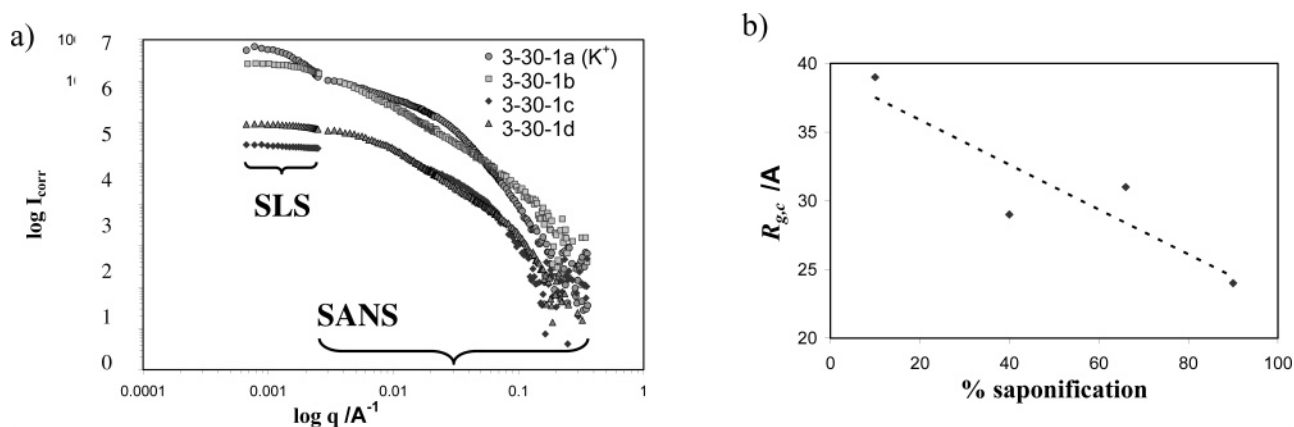 a)
10( 7
1( 6
5
4
3
2
1
0
log I_corr
3-30-1a (K⁺)
3-30-1b
3-30-1c
3-30-1d
SLS
SANS
0.0001 0.001 0.01 0.1 1
log q /A⁻¹
b)
40
35
30
25
20
R_g,c /A
0 20 40 60 80 100
% saponification